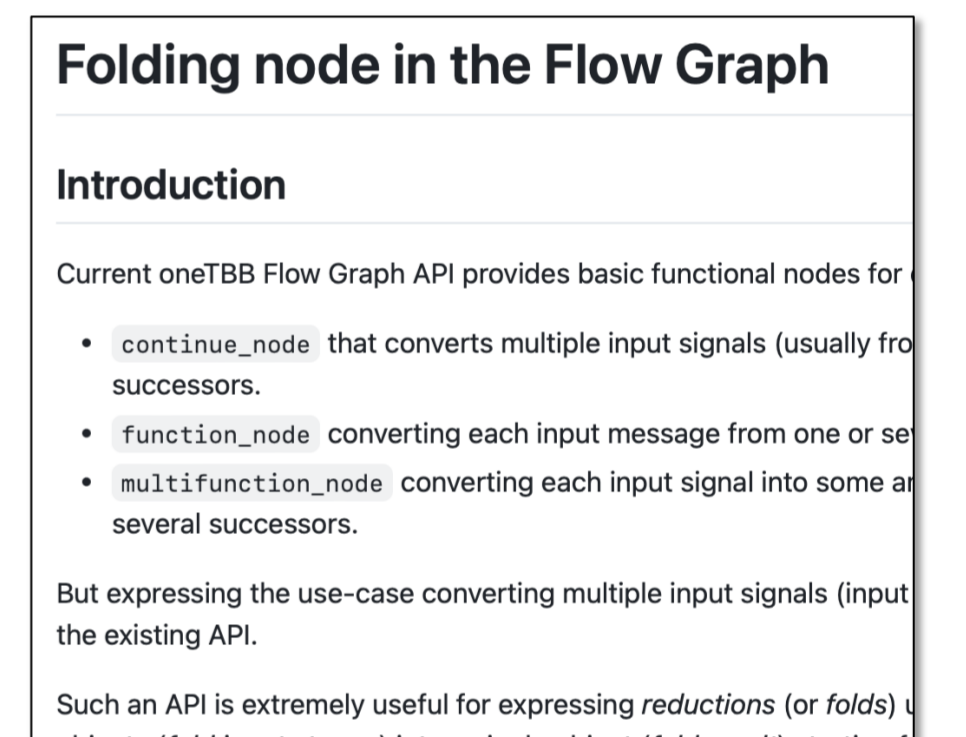 Folding node in the Flow Graph
Introduction
Current oneTBB Flow Graph API provides basic functional nodes for
• continue_node that converts multiple input signals (usually fro
successors.
• function_node converting each input message from one or se
• multifunction_node converting each input signal into some
several successors.
But expressing the use-case converting multiple input signals (input
the existing API.
Such an API is extremely useful for expressing reductions (or folds)